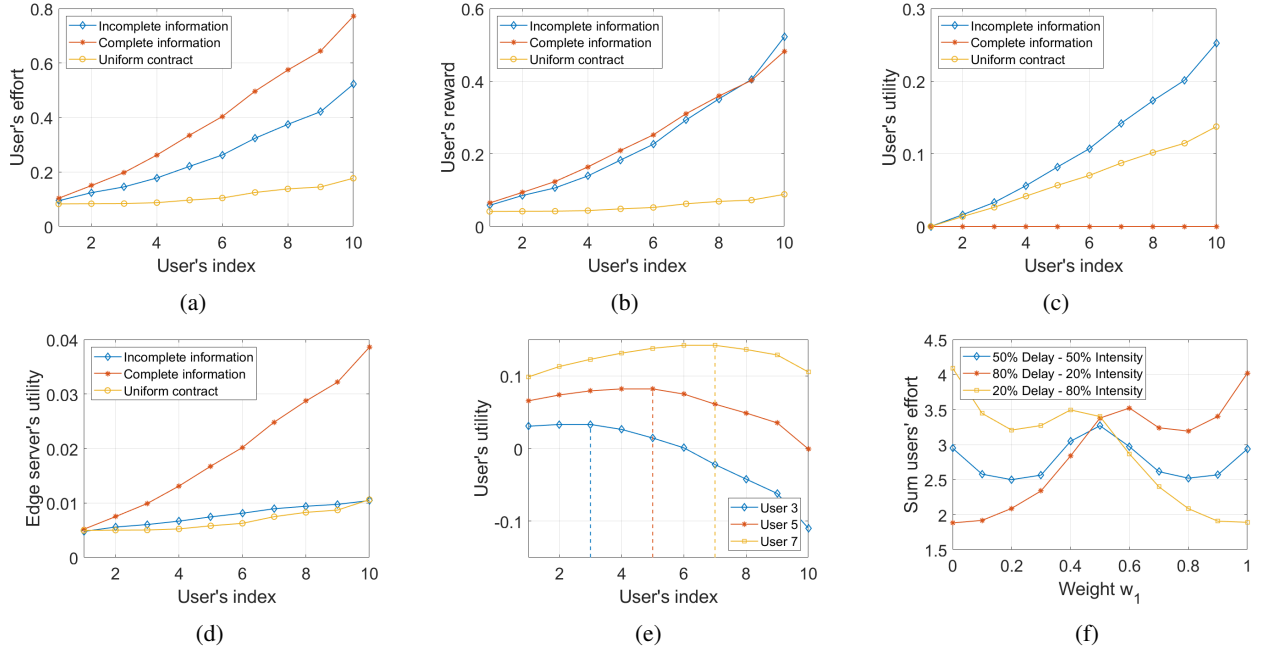 0.8
0.6
0.4
0.2
0
User's effort
Incomplete information
Complete information
Uniform contract
2 4 6 8 10
User's index
(a)
0.6
0.4
0.2
0
User's reward
Incomplete information
Complete information
Uniform contract
2 4 6 8 10
User's index
(b)
0.3
0.2
0.1
0
User's utility
Incomplete information
Complete information
Uniform contract
2 4 6 8 10
User's index
(c)
0.04
0.03
0.02
0.01
0
Edge server's utility
Incomplete information
Complete information
Uniform contract
2 4 6 8 10
User's index
(d)
0.1
0
-0.1
User's utility
User 3
User 5
User 7
2 4 6 8 10
User's index
(e)
4.5
4
3.5
3
2.5
2
1.5
Sum users' effort
50% Delay - 50% Intensity
80% Delay - 20% Intensity
20% Delay - 80% Intensity
0 0.2 0.4 0.6 0.8 1
Weight w1
(f)